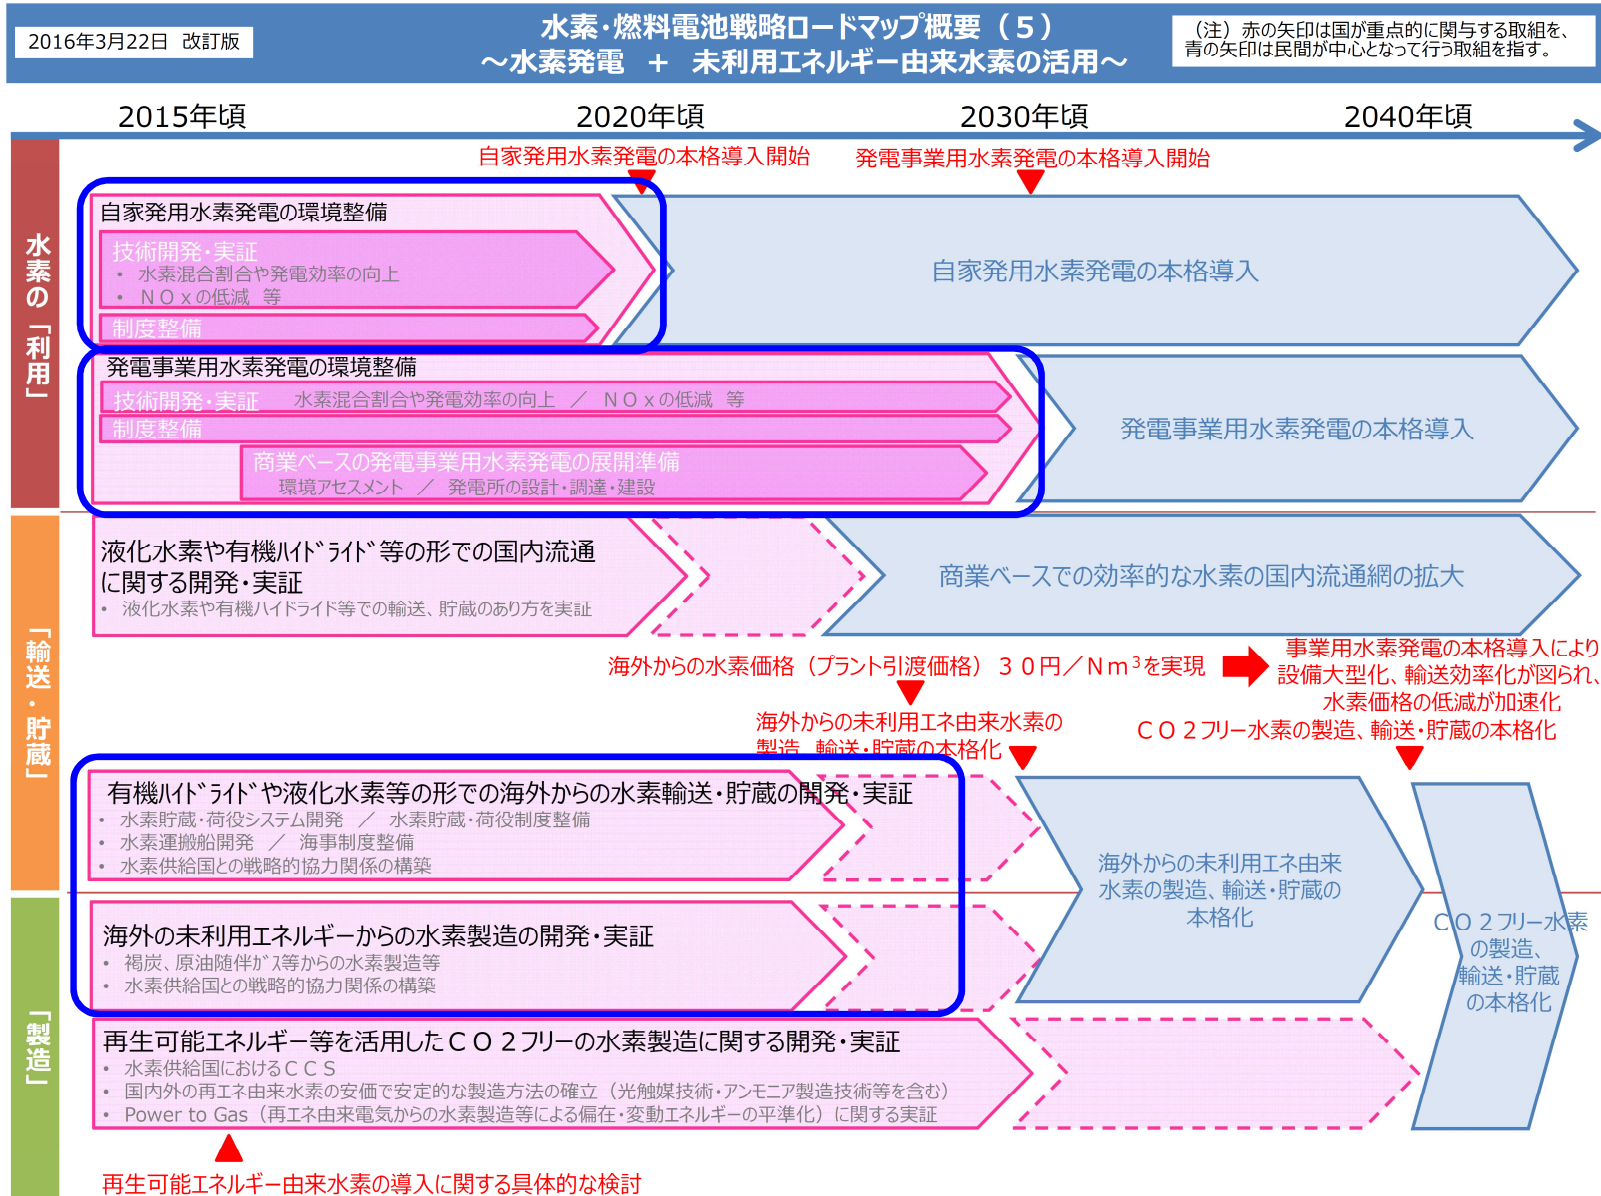 2016年3月22日 改訂版
水素・燃料電池戦略ロードマップ概要（5）
～水素発電 ＋ 未利用エネルギー由来水素の活用～
（注）赤の矢印は国が重点的に関与する取組を、
青の矢印は民間が中心となって行う取組を指す。
2015年頃
2020年頃
2030年頃
2040年頃
自家発用水素発電の本格導入開始
発電事業用水素発電の本格導入開始
水素の「利用」
自家発用水素発電の環境整備
技術開発・実証
・ 水素混合割合や発電効率の向上
・ ＮＯｘの低減 等
制度整備
自家発用水素発電の本格導入
発電事業用水素発電の環境整備
技術開発・実証 水素混合割合や発電効率の向上 ／ ＮＯｘの低減 等
制度整備
商業ベースの発電事業用水素発電の展開準備
環境アセスメント ／ 発電所の設計・調達・建設
発電事業用水素発電の本格導入
「輸送・貯蔵」
液化水素や有機ﾊｲﾄﾞﾗｲﾄﾞ等の形での国内流通
に関する開発・実証
・ 液化水素や有機ハイドライド等での輸送、貯蔵のあり方を実証
商業ベースでの効率的な水素の国内流通網の拡大
海外からの水素価格（プラント引渡価格）３０円／Ｎｍ³を実現
事業用水素発電の本格導入により
設備大型化、輸送効率化が図られ、
水素価格の低減が加速化
海外からの未利用エネ由来水素の
製造、輸送・貯蔵の本格化
ＣＯ２フリー水素の製造、輸送・貯蔵の本格化
有機ﾊｲﾄﾞﾗｲﾄﾞや液化水素等の形での海外からの水素輸送・貯蔵の開発・実証
・ 水素貯蔵・荷役システム開発 ／ 水素貯蔵・荷役制度整備
・ 水素運搬船開発 ／ 海事制度整備
・ 水素供給国との戦略的協力関係の構築
海外からの未利用エネ由来
水素の製造、輸送・貯蔵の
本格化
ＣＯ２フリー水素
の製造、
輸送・貯蔵
の本格化
「製造」
海外の未利用エネルギーからの水素製造の開発・実証
・ 褐炭、原油随伴ｶﾞｽ等からの水素製造等
・ 水素供給国との戦略的協力関係の構築
再生可能エネルギー等を活用したＣＯ２フリーの水素製造に関する開発・実証
・ 水素供給国におけるＣＣＳ
・ 国内外の再エネ由来水素の安価で安定的な製造方法の確立（光触媒技術・アンモニア製造技術等を含む）
・ Power to Gas（再エネ由来電気からの水素製造等による偏在・変動エネルギーの平準化）に関する実証
再生可能エネルギー由来水素の導入に関する具体的な検討